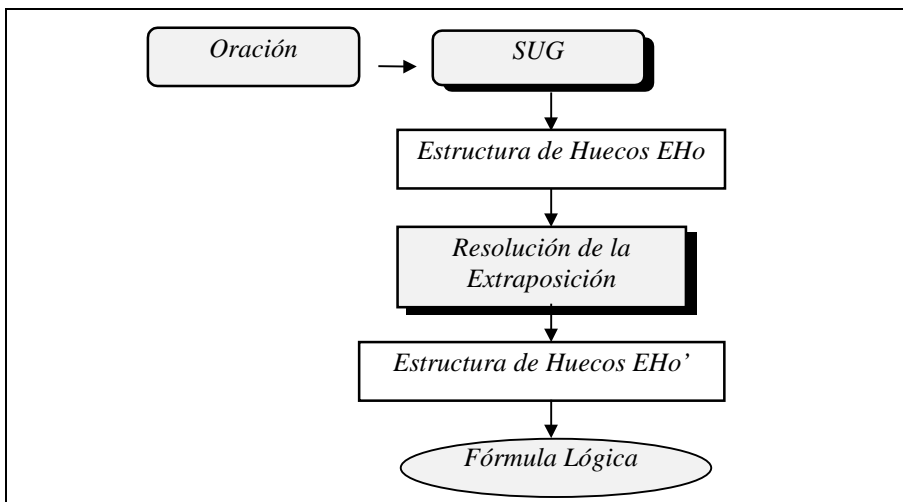 Oración
SUG
Estructura de Huecos EHo
Resolución de la
Extraposición
Estructura de Huecos EHo’
Fórmula Lógica